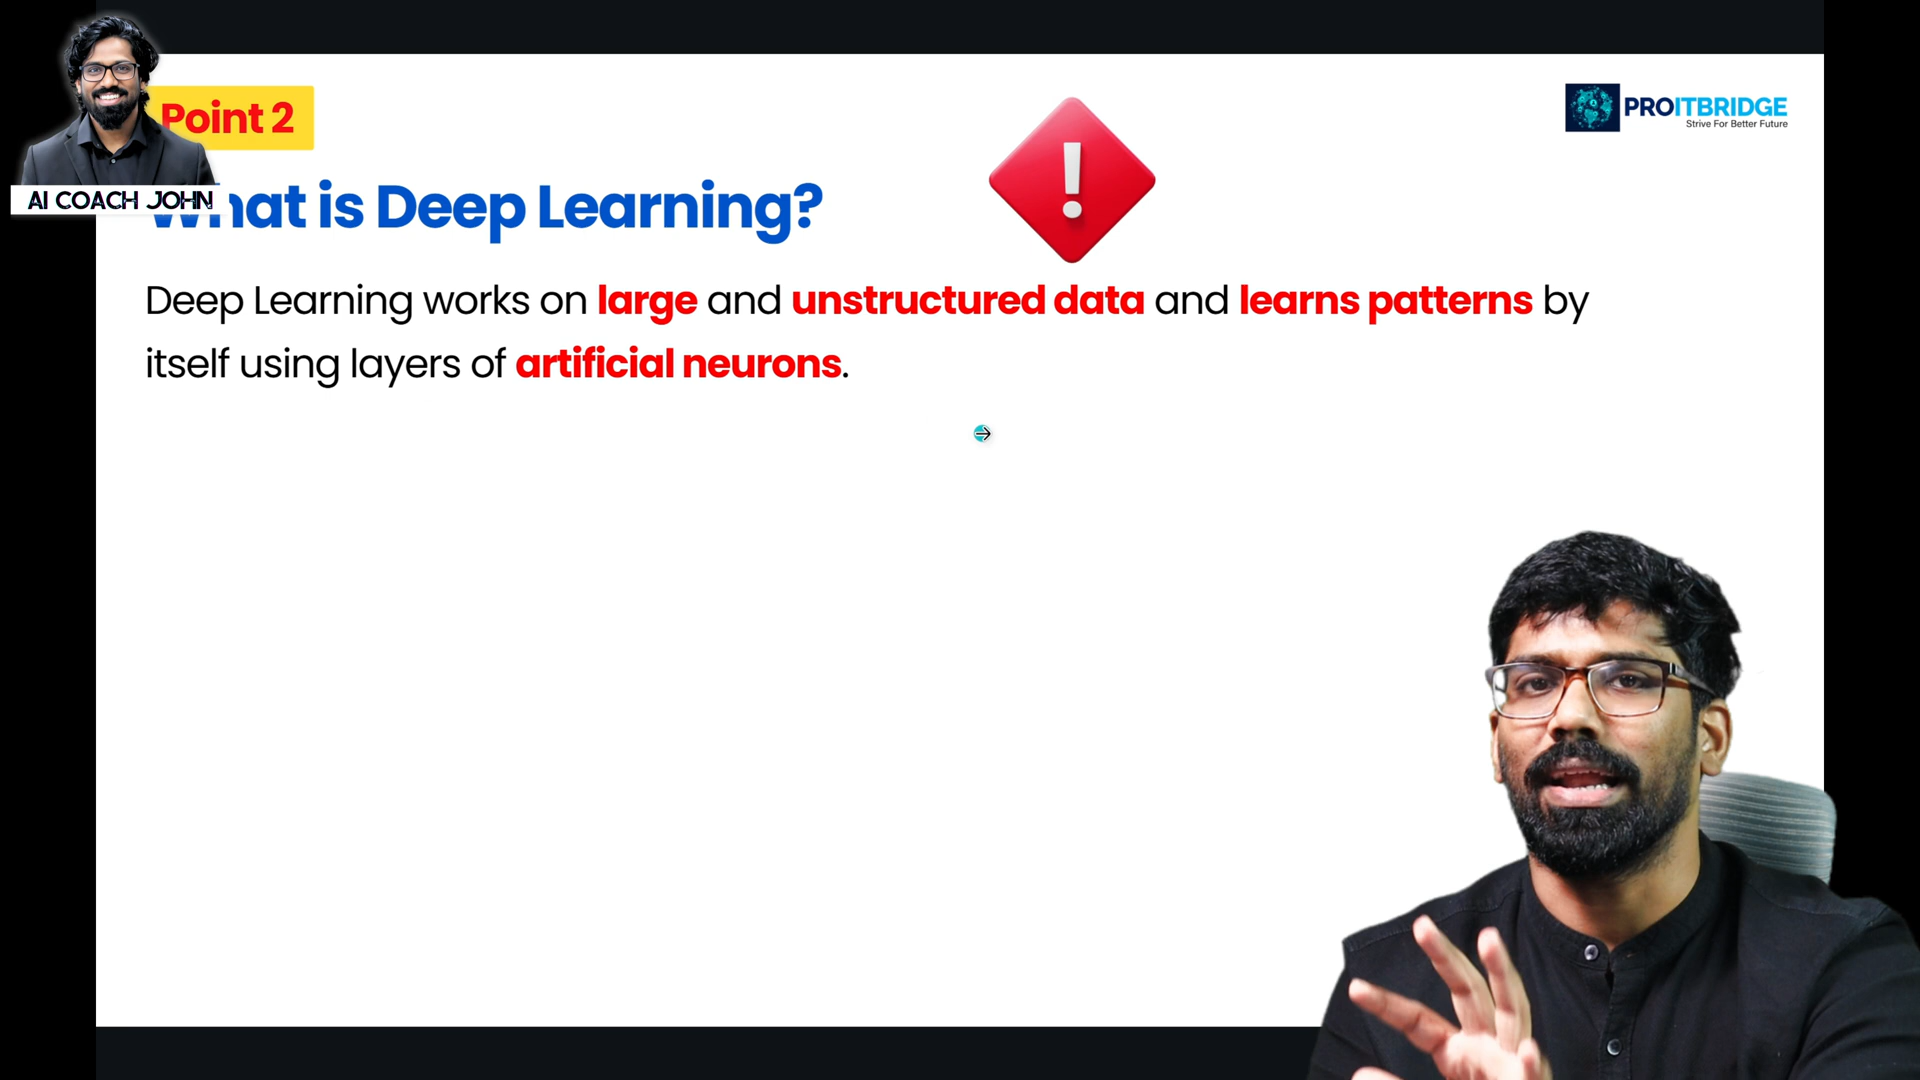 Point 2
PROITBRIDGE
Strive For Better Future
AI COACH JOHN
What is Deep Learning?
Deep Learning works on large and unstructured data and learns patterns by
itself using layers of artificial neurons.